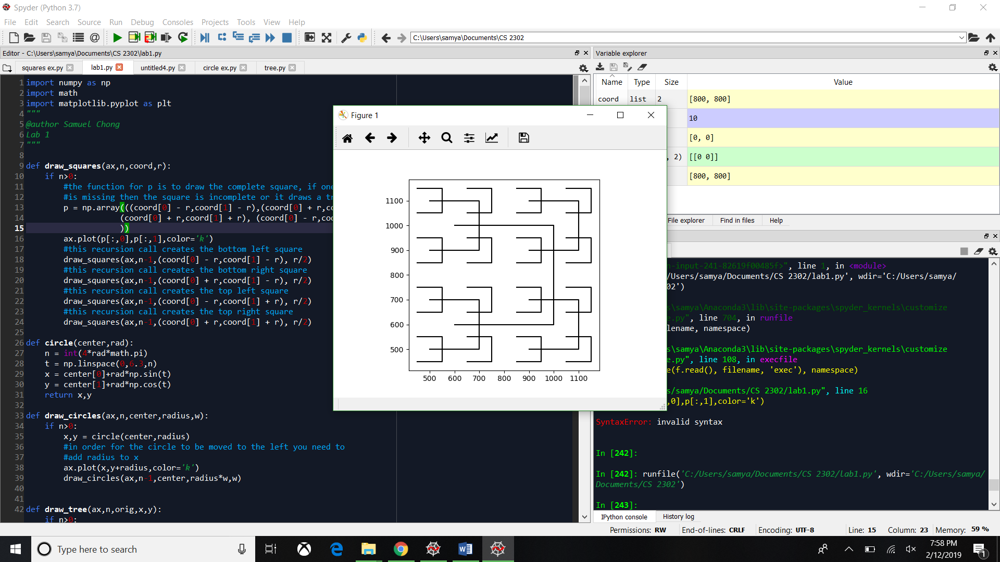 Spyder (Python 3.7)
File Edit Search Source Run Debug Consoles Projects Tools View Help
C:\Users\samya\Documents\CS 2302
Editor - C:\Users\samya\Documents\CS 2302\lab1.py
squares ex.py lab1.py untitled4.py circle ex.py tree.py
1 import numpy as np
2 import math
3 import matplotlib.pyplot as plt
4 """
5 @author Samuel Chong
6 Lab 1
7 """
8
9 def draw_squares(ax,n,coord,r):
10 if n>0:
11 #the function for p is to draw the complete square, if one
12 #is missing then the square is incomplete or it draws a tr
13 p = np.array(((coord[0] - r,coord[1] - r),(coord[0] + r,co
14 (coord[0] + r,coord[1] + r), (coord[0] - r,coo
15 ))
16 ax.plot(p[:,0],p[:,1],color='k')
17 #this recursion call creates the bottom left square
18 draw_squares(ax,n-1,(coord[0] - r,coord[1] - r), r/2)
19 #this recursion call creates the bottom right square
20 draw_squares(ax,n-1,(coord[0] + r,coord[1] - r), r/2)
21 #this recursion call creates the top left square
22 draw_squares(ax,n-1,(coord[0] - r,coord[1] + r), r/2)
23 #this recursion call creates the top right square
24 draw_squares(ax,n-1,(coord[0] + r,coord[1] + r), r/2)
25
26 def circle(center,rad):
27 n = int(4*rad*math.pi)
28 t = np.linspace(0,6.3,n)
29 x = center[0]+rad*np.sin(t)
30 y = center[1]+rad*np.cos(t)
31 return x,y
32
33 def draw_circles(ax,n,center,radius,w):
34 if n>0:
35 x,y = circle(center,radius)
36 #in order for the circle to be moved to the left you need to
37 #add radius to x
38 ax.plot(x,y+radius,color='k')
39 draw_circles(ax,n-1,center,radius*w,w)
40
41
42 def draw_tree(ax,n,orig,x,y):
if n>0:
Figure 1
1100
1000
900
800
700
600
500
500 600 700 800 900 1000 1100
Variable explorer
Name Type Size Value
coord list 2 [800, 800]
10
[0, 0]
, 2) [[0 0]]
[800, 800]
File explorer Find in files Help
-input-241-82619f00485f>", line 1, in <module>
/Users/samya/Documents/CS 2302/lab1.py', wdir='C:/Users/samya/
02')
s\samya\Anaconda3\lib\site-packages\spyder_kernels\customize
e.py", line 704, in runfile
lename, namespace)
s\samya\Anaconda3\lib\site-packages\spyder_kernels\customize
e.py", line 108, in execfile
e(f.read(), filename, 'exec'), namespace)
s/samya/Documents/CS 2302/lab1.py", line 16
,0],p[:,1],color='k')
SyntaxError: invalid syntax
In [242]:
In [242]: runfile('C:/Users/samya/Documents/CS 2302/lab1.py', wdir='C:/Users/samya/
Documents/CS 2302')
In [243]:
IPython console History log
Permissions: RW End-of-lines: CRLF Encoding: UTF-8 Line: 15 Column: 23 Memory: 59 %
Type here to search
7:58 PM
2/12/2019
1